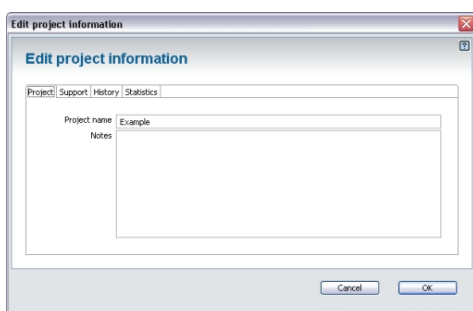 Edit project information
?
Edit project information
Project Support History Statistics
Project name Example
Notes
Cancel OK